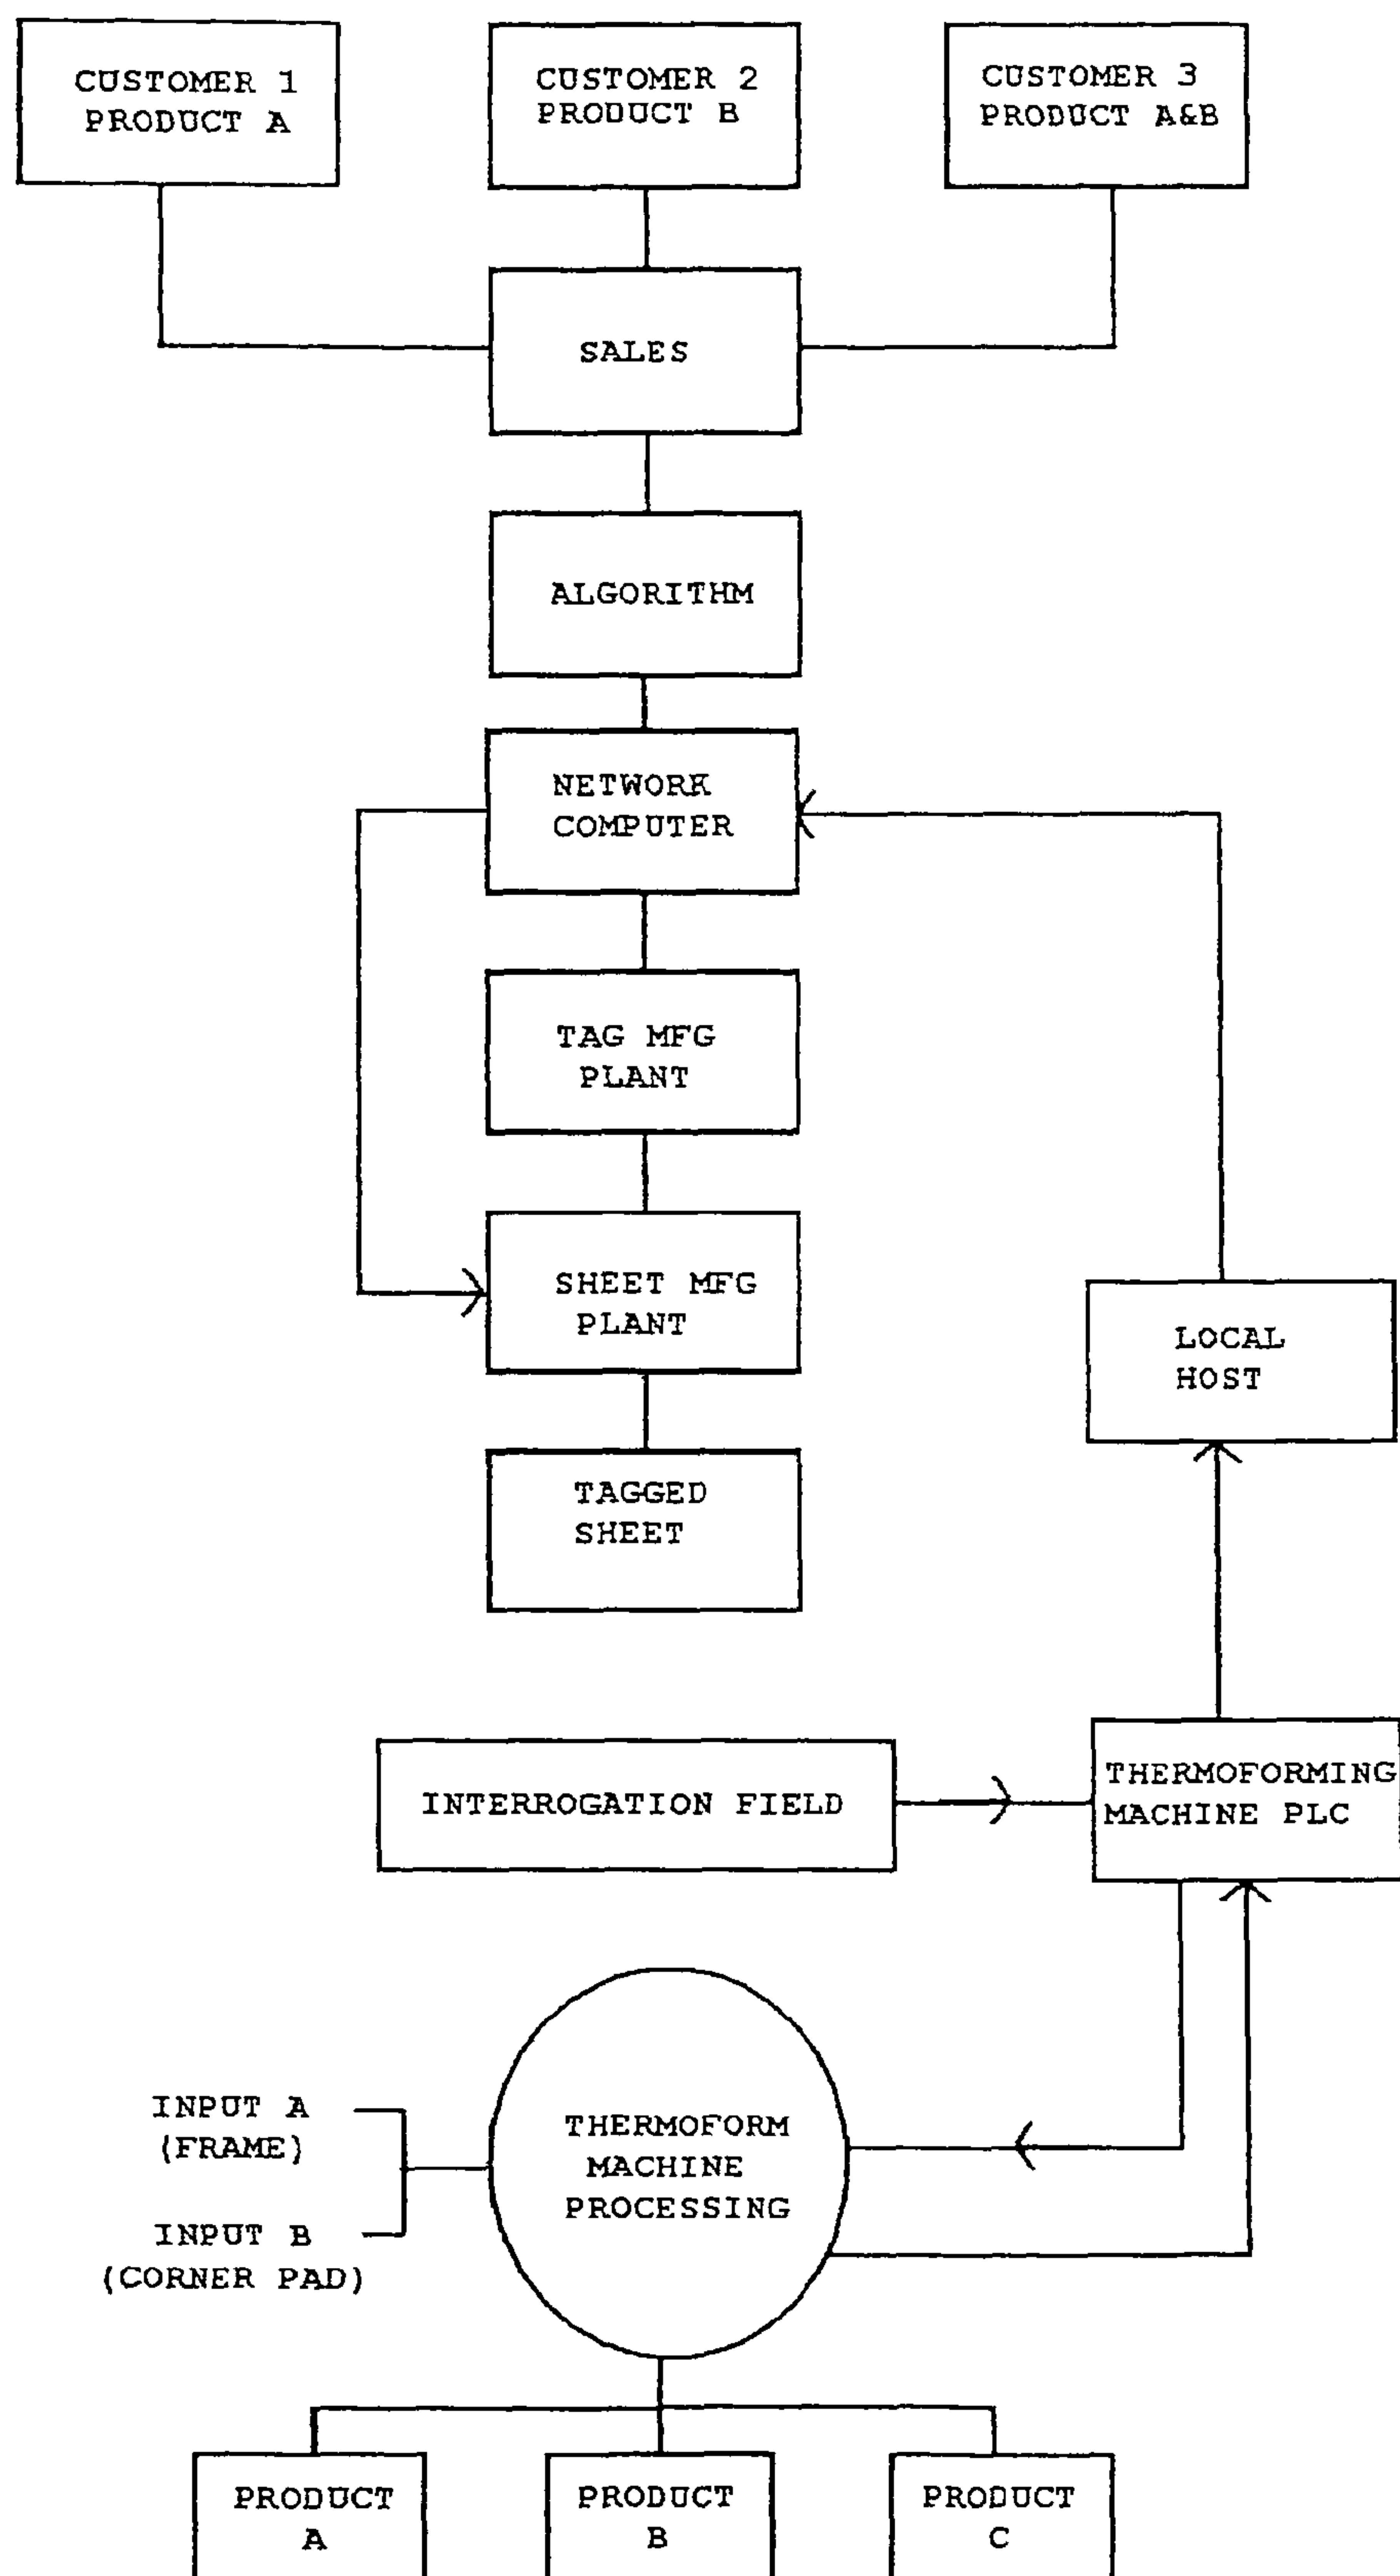 CUSTOMER 1
PRODUCT A
CUSTOMER 2
PRODUCT B
CUSTOMER 3
PRODUCT A&B
SALES
ALGORITHM
NETWORK
COMPUTER
TAG MFG
PLANT
SHEET MFG
PLANT
LOCAL
HOST
TAGGED
SHEET
INTERROGATION FIELD
THERMOFORMING
MACHINE PLC
INPUT A
(FRAME)
INPUT B
(CORNER PAD)
THERMOFORM
MACHINE
PROCESSING
PRODUCT
A
PRODUCT
B
PRODUCT
C